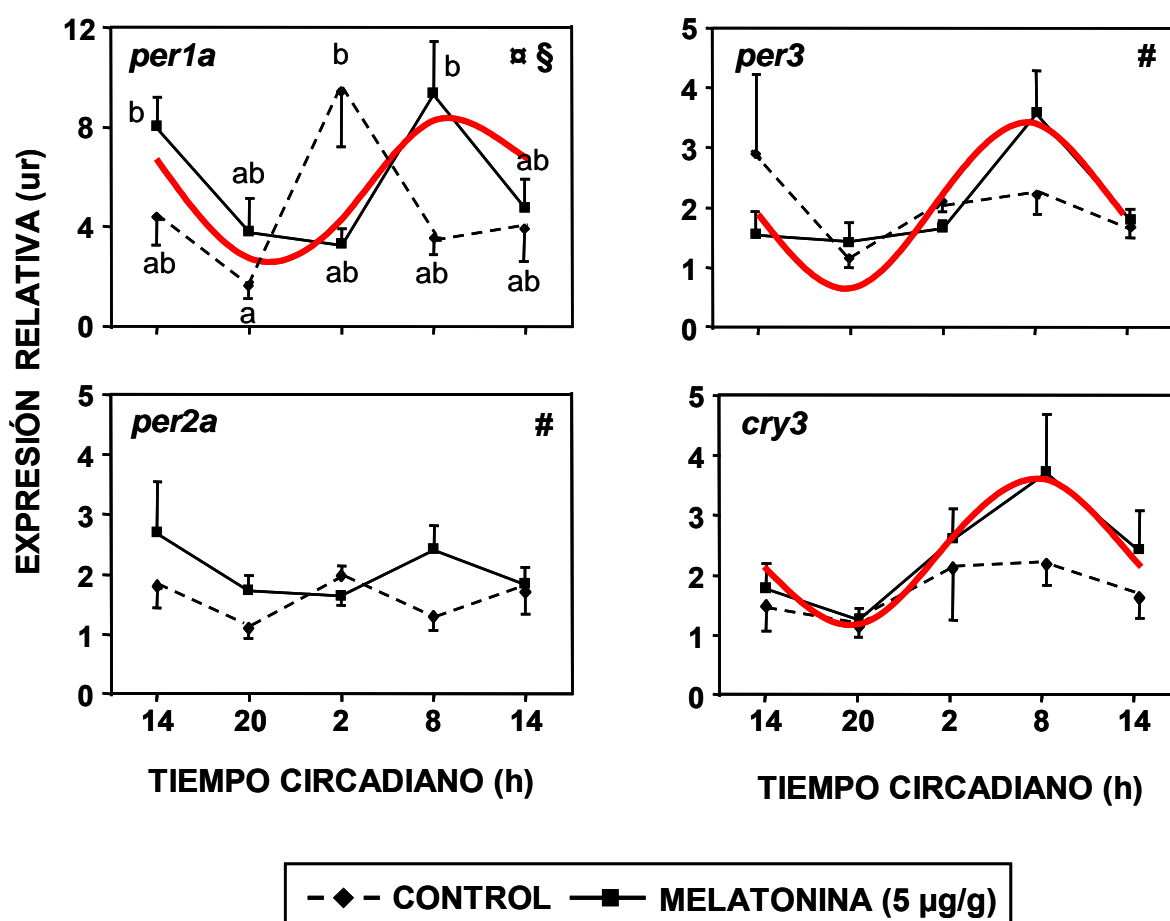 EXPRESIÓN RELATIVA (ur)
per1a ¤ §
12
8
4
0
b
ab
ab
a
b
ab
b
ab
ab
ab
per3 #
5
4
3
2
1
0
per2a #
5
4
3
2
1
0
14 20 2 8 14
TIEMPO CIRCADIANO (h)
cry3
5
4
3
2
1
0
14 20 2 8 14
TIEMPO CIRCADIANO (h)
CONTROL MELATONINA (5 µg/g)